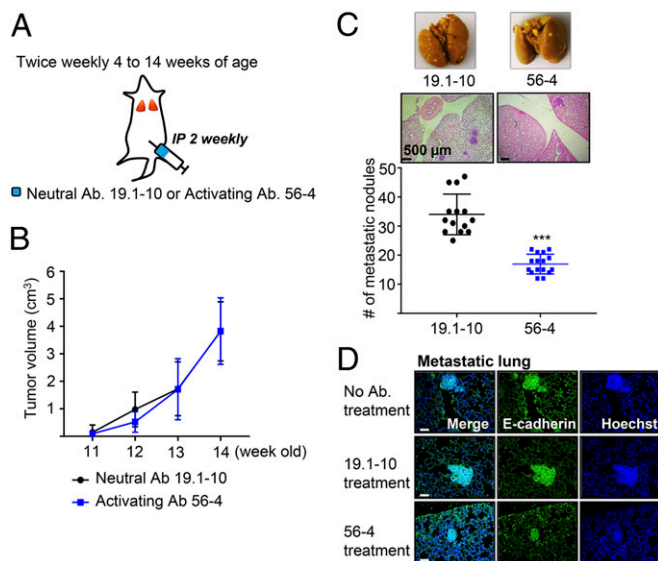 A
Twice weekly 4 to 14 weeks of age
IP 2 weekly
Neutral Ab. 19.1-10 or Activating Ab. 56-4
B
Tumor volume (cm³)
6
5
4
3
2
1
11 12 13 14 (week old)
Neutral Ab 19.1-10
Activating Ab 56-4
C
19.1-10 56-4
500 µm
# of metastatic nodules
50
40
30
20
10
***
19.1-10 56-4
D
Metastatic lung
No Ab. treatment
Merge E-cadherin Hoechst
19.1-10 treatment
56-4 treatment